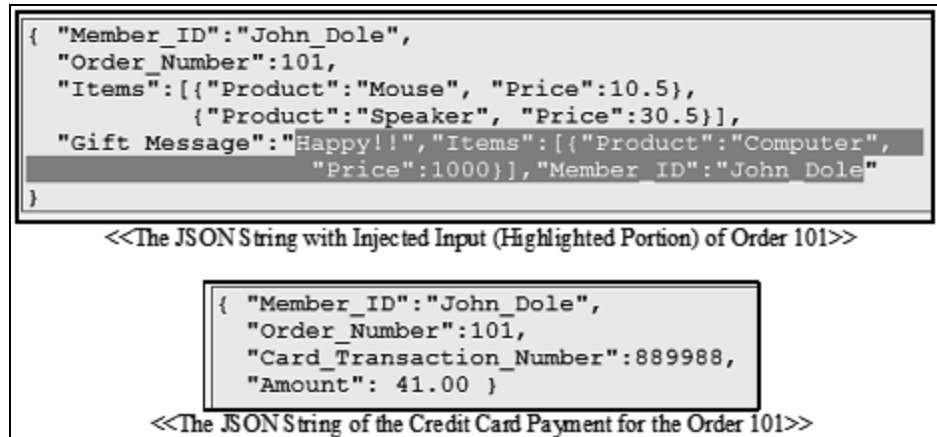 { "Member_ID":"John_Dole",
"Order_Number":101,
"Items":[{"Product":"Mouse", "Price":10.5},
{"Product":"Speaker", "Price":30.5}],
"Gift Message":"Happy!!","Items":[{"Product":"Computer",
"Price":1000}],"Member_ID":"John_Dole"
}
<<The JSON String with Injected Input (Highlighted Portion) of Order 101>>
{ "Member_ID":"John_Dole",
"Order_Number":101,
"Card_Transaction_Number":889988,
"Amount": 41.00 }
<<The JSON String of the Credit Card Payment for the Order 101>>